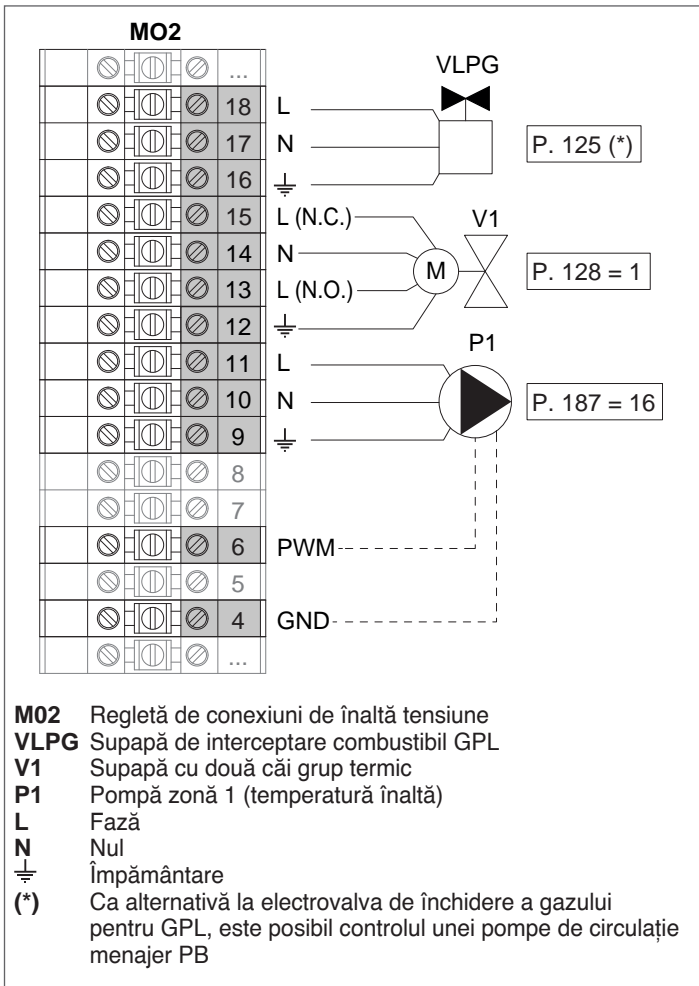 MO2
...
VLPG
18 L
17 N
P. 125 (*)
16
15 L (N.C.)
V1
14 N
M
P. 128 = 1
13 L (N.O.)
12
P1
11 L
10 N
P. 187 = 16
9
8
7
6 PWM
5
4 GND
...
M02 Regletă de conexiuni de înaltă tensiune
VLPG Supapă de interceptare combustibil GPL
V1 Supapă cu două căi grup termic
P1 Pompă zonă 1 (temperatură înaltă)
L Fază
N Nul
Împământare
(*) Ca alternativă la electrovalva de închidere a gazului
pentru GPL, este posibil controlul unei pompe de circulație
menajer PB